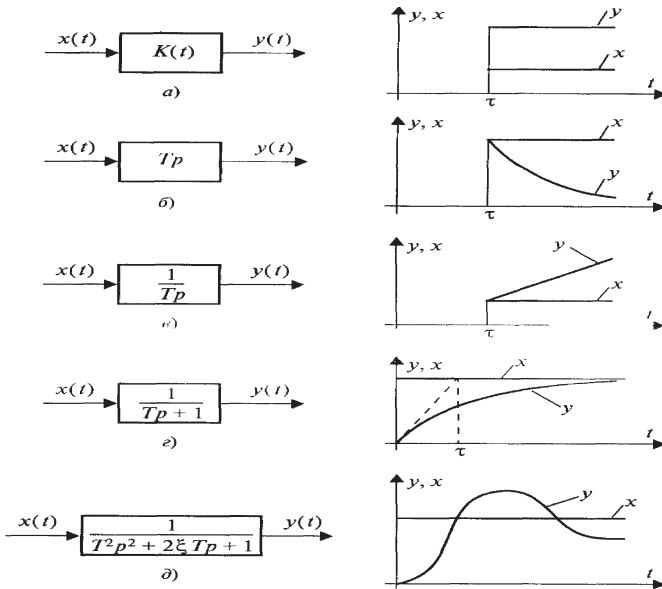 x(t) K(t) y(t)
а)
y, x
y
x
t
τ
x(t) Tp y(t)
б)
y, x
x
y
t
τ
x(t) 1/Tp y(t)
y, x
y
x
t
τ
x(t) 1/(Tp + 1) y(t)
г)
y, x
x
y
t
τ
x(t) 1/(T²p² + 2ξTp + 1) y(t)
д)
y, x
y
x
t